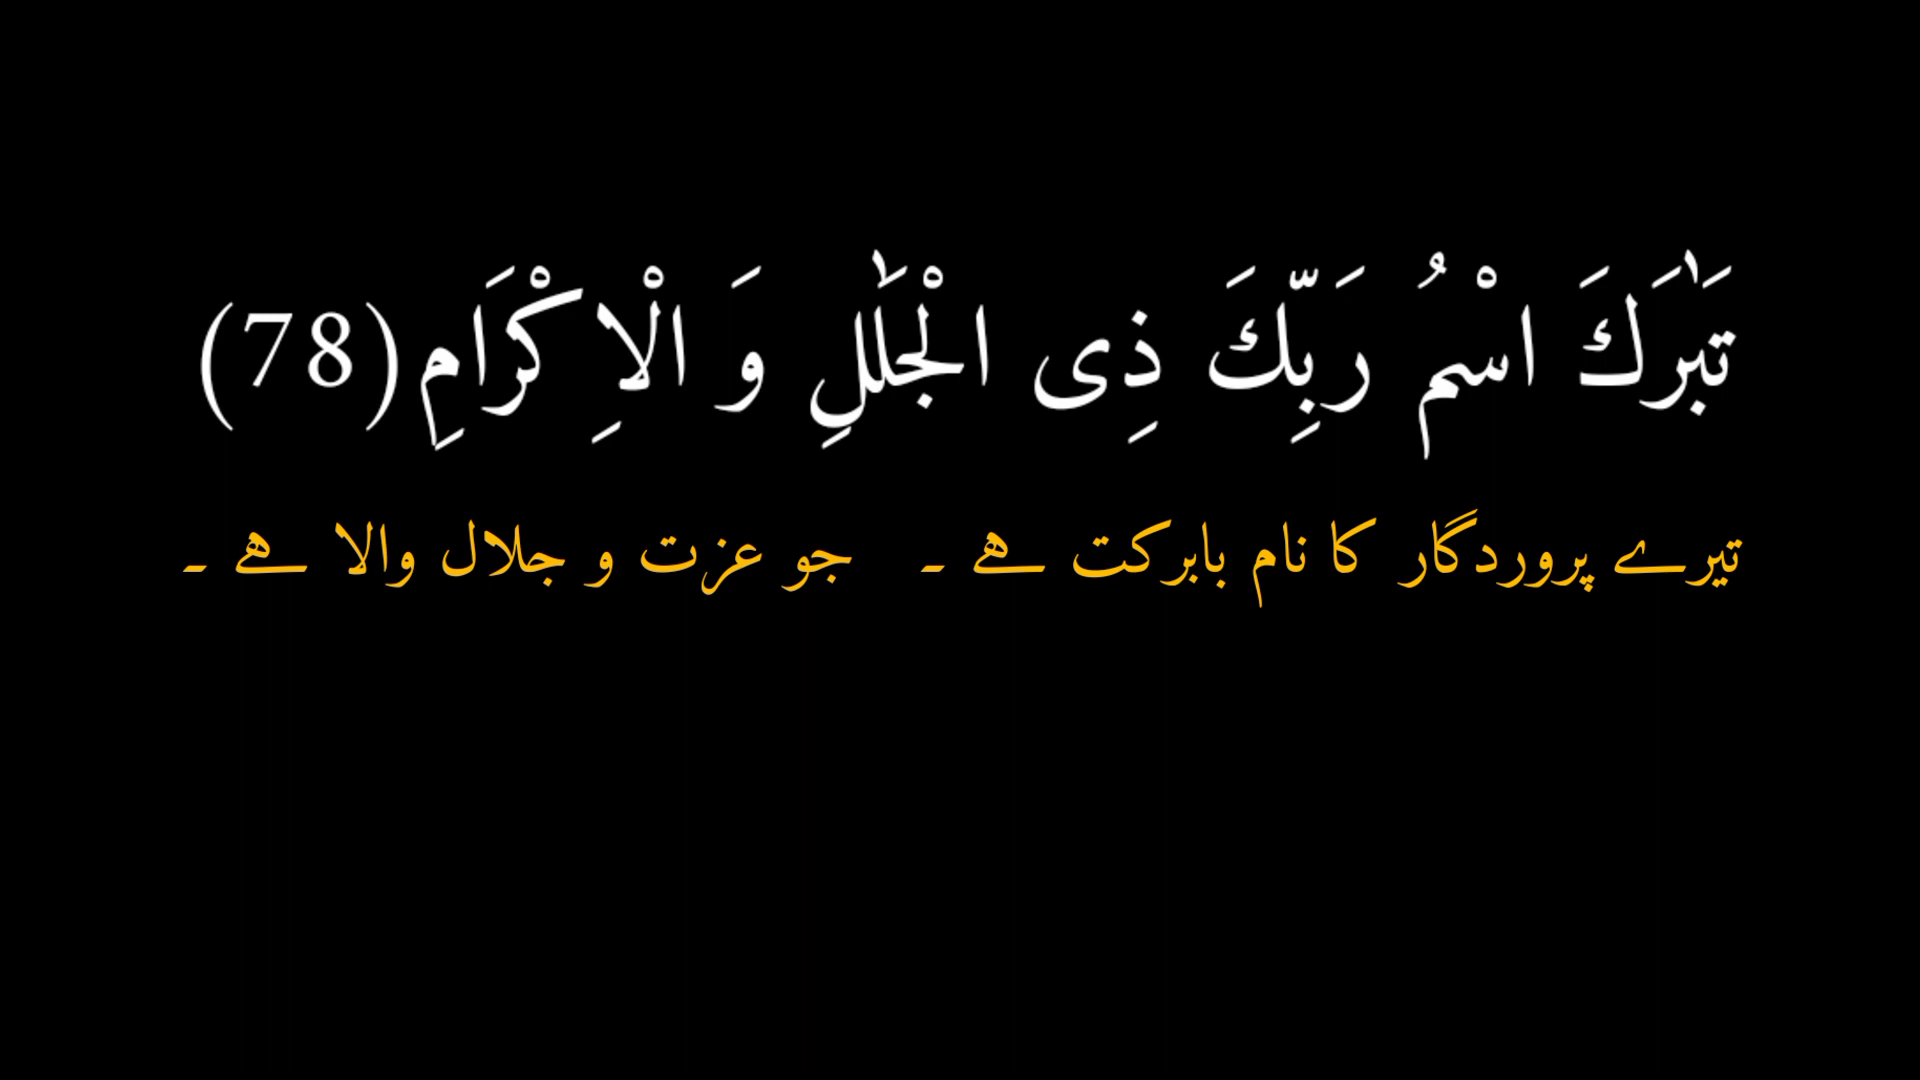 تَبٰرَكَ اسْمُ رَبِّكَ ذِی الْجَلٰلِ وَ الْاِكْرَامِ(78)
تیرے پروردگار کا نام بابرکت ہے ۔ جو عزت و جلال والا ہے ۔